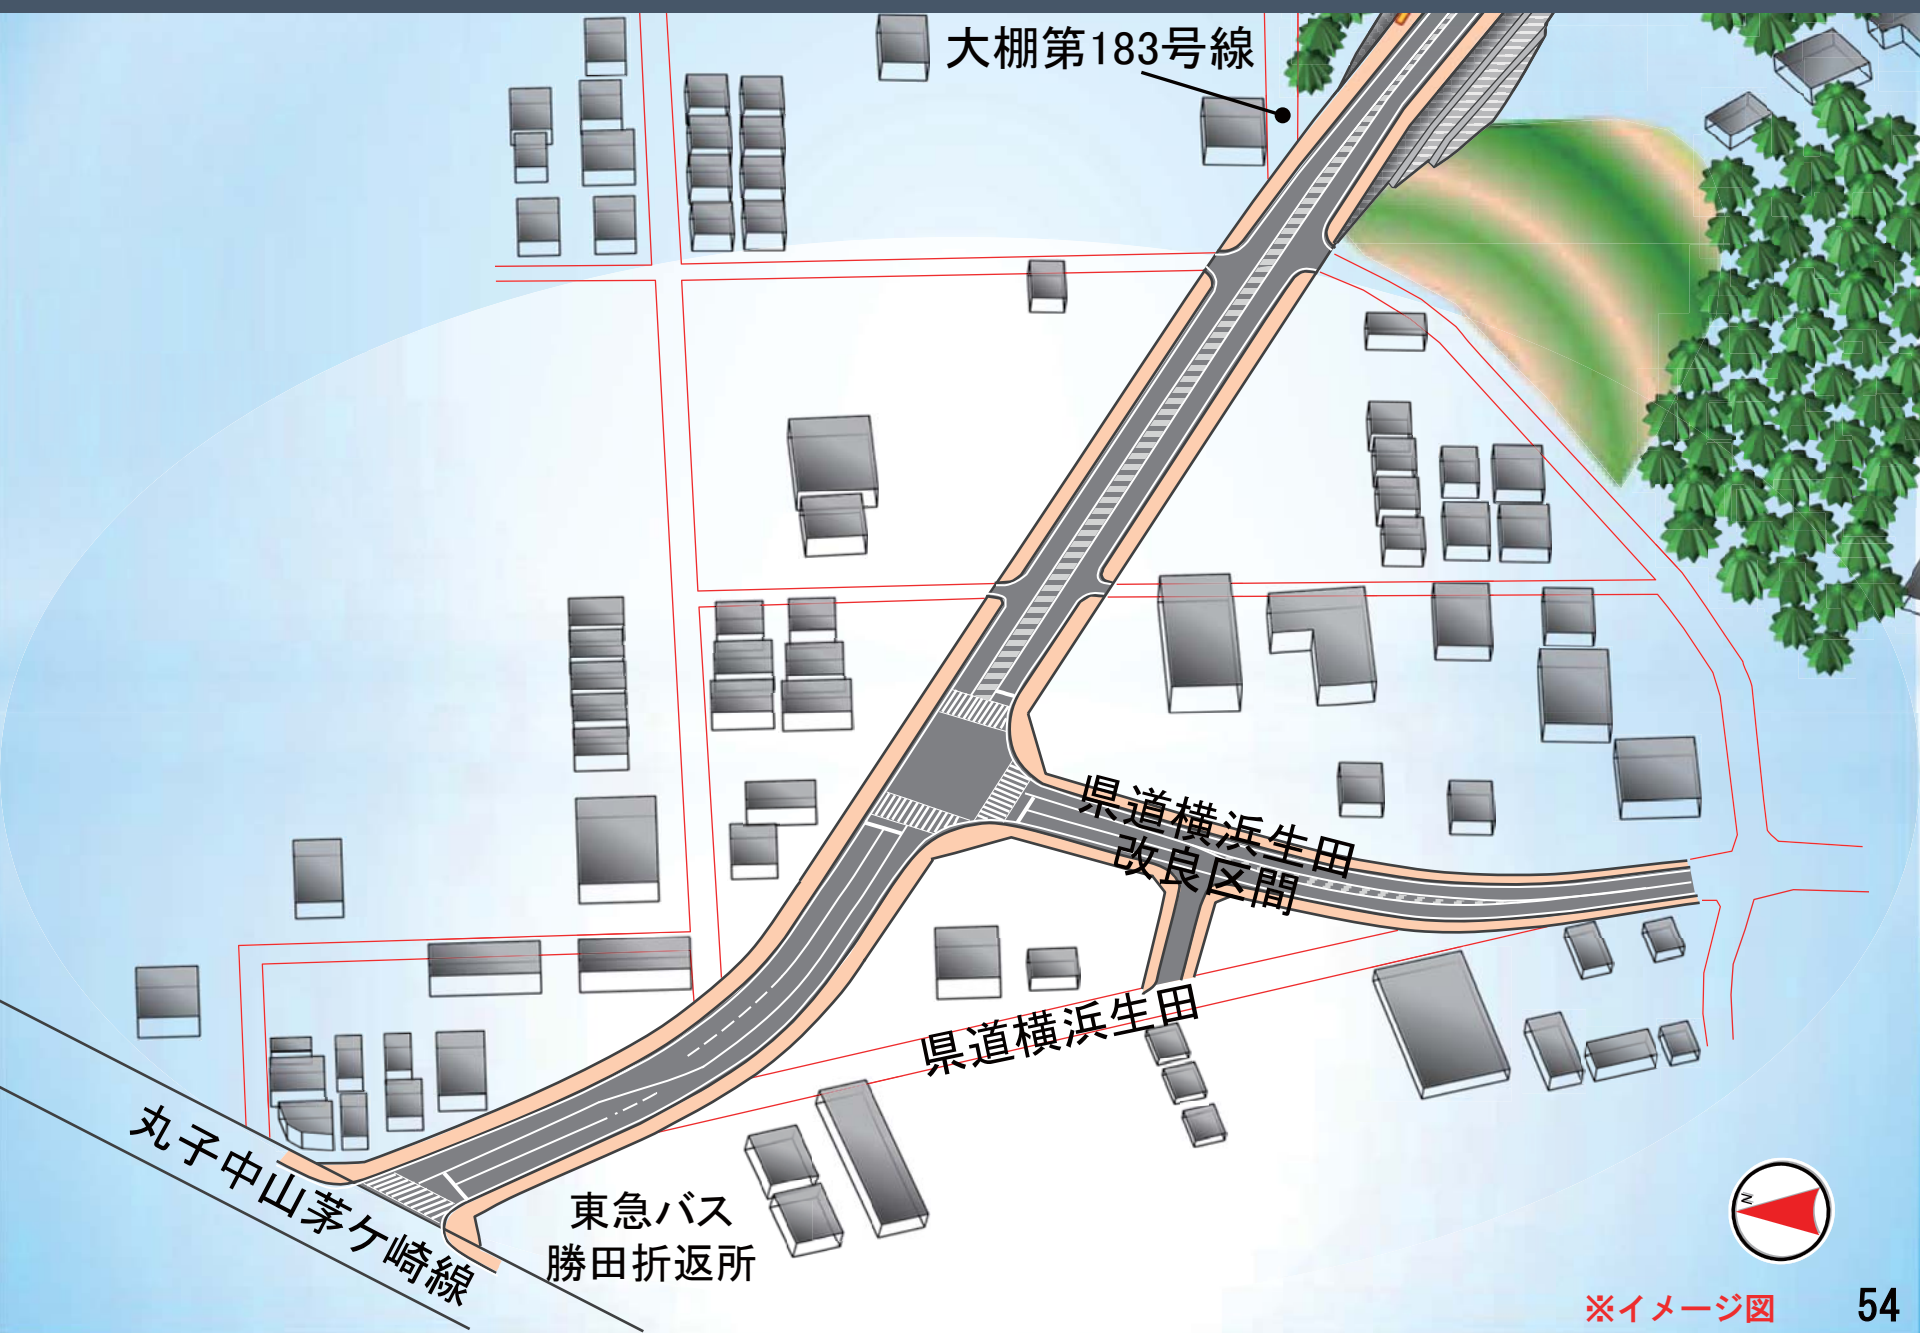 大棚第183号線
県道横浜生田
改良区間
県道横浜生田
丸子中山茅ケ崎線
東急バス
勝田折返所
N
※イメージ図
54